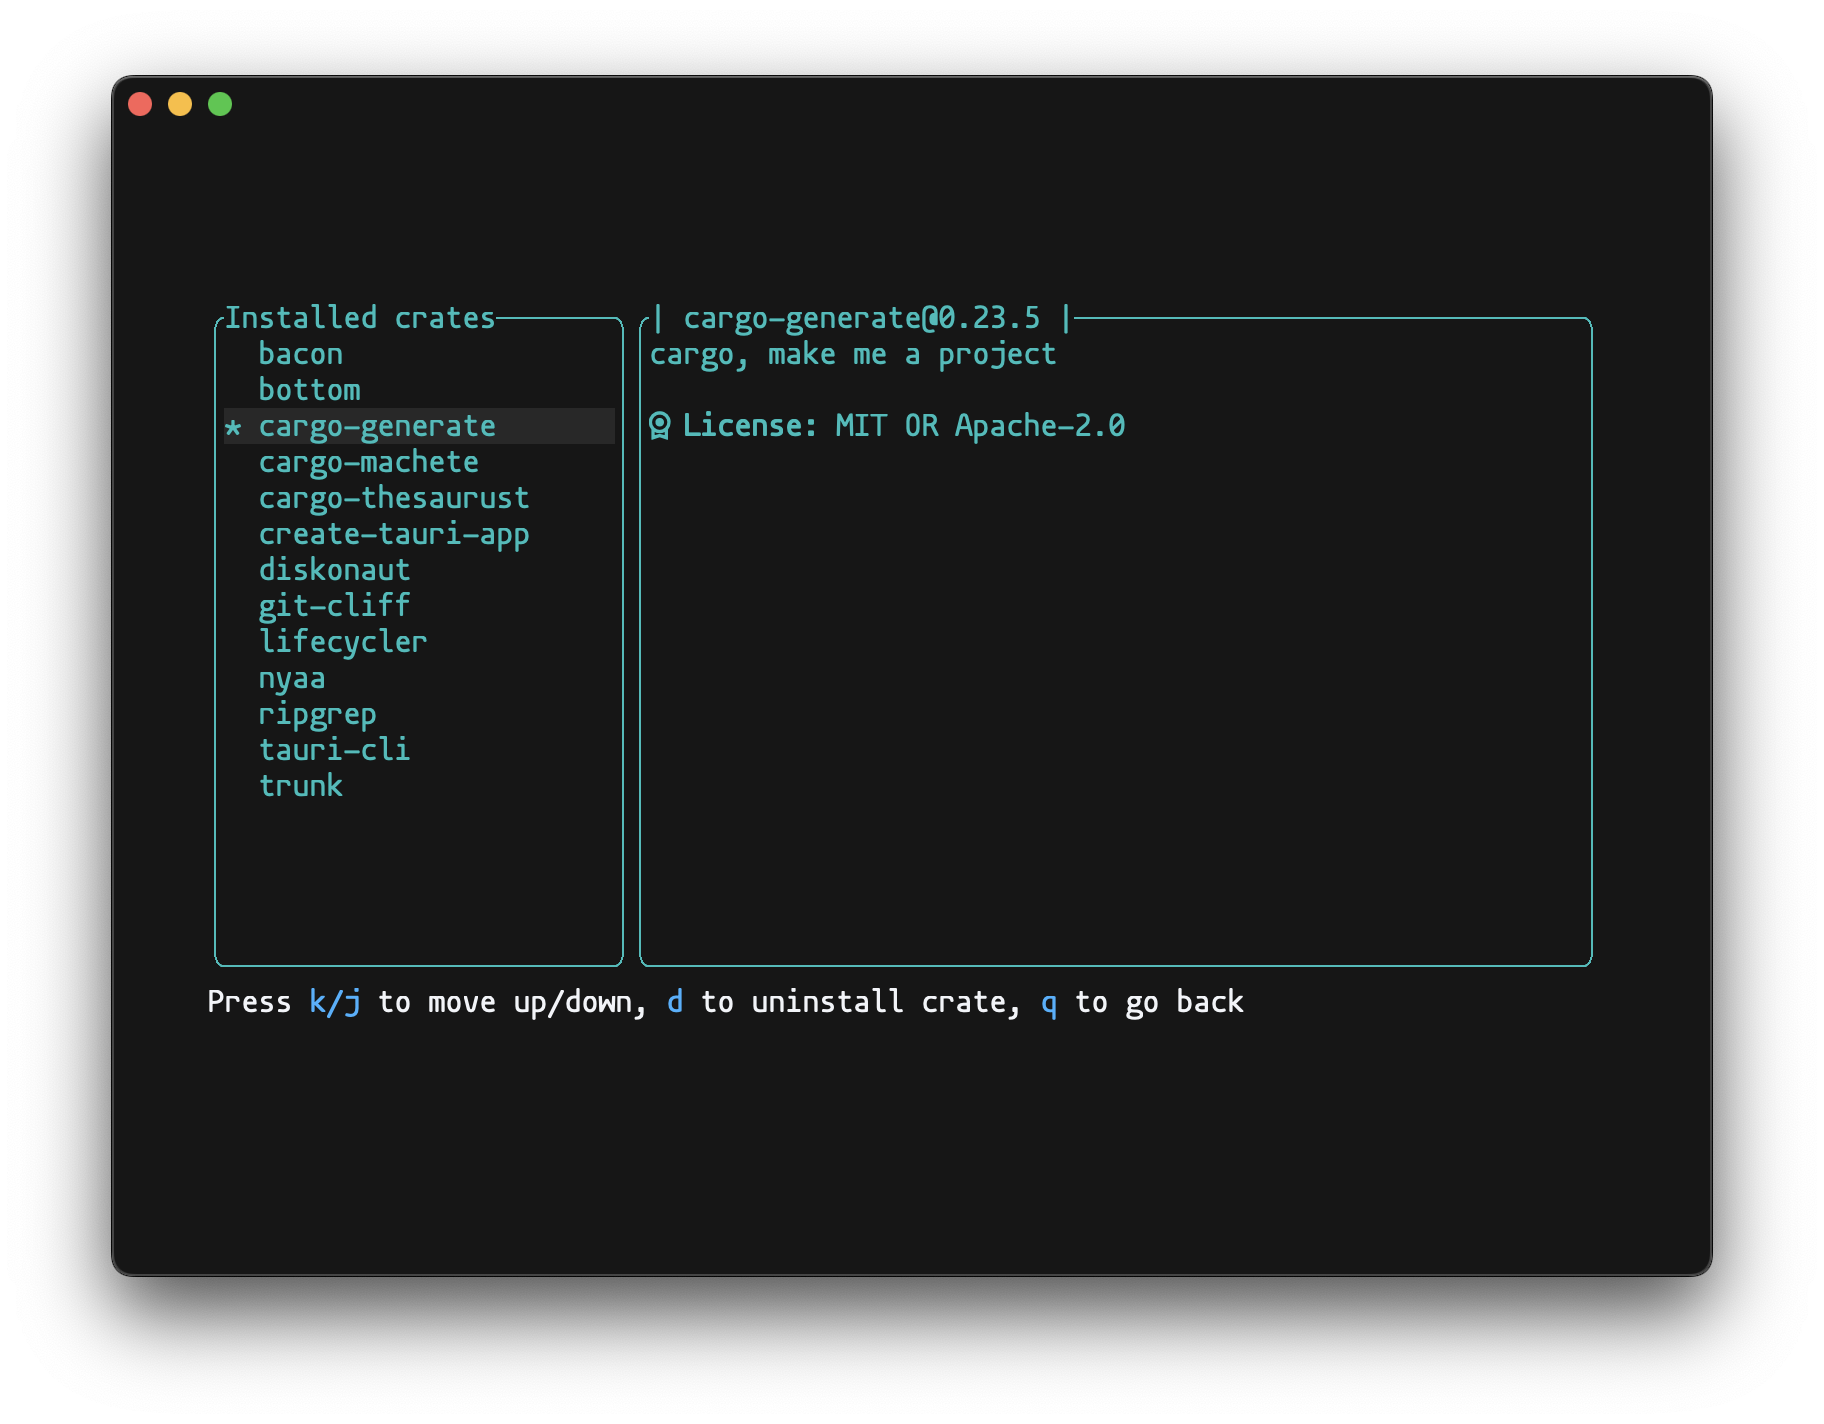 Installed crates
bacon
bottom
* cargo-generate
cargo-machete
cargo-thesaurust
create-tauri-app
diskonaut
git-cliff
lifecycler
nyaa
ripgrep
tauri-cli
trunk
| cargo-generate@0.23.5 |
cargo, make me a project
License: MIT OR Apache-2.0
Press k/j to move up/down, d to uninstall crate, q to go back